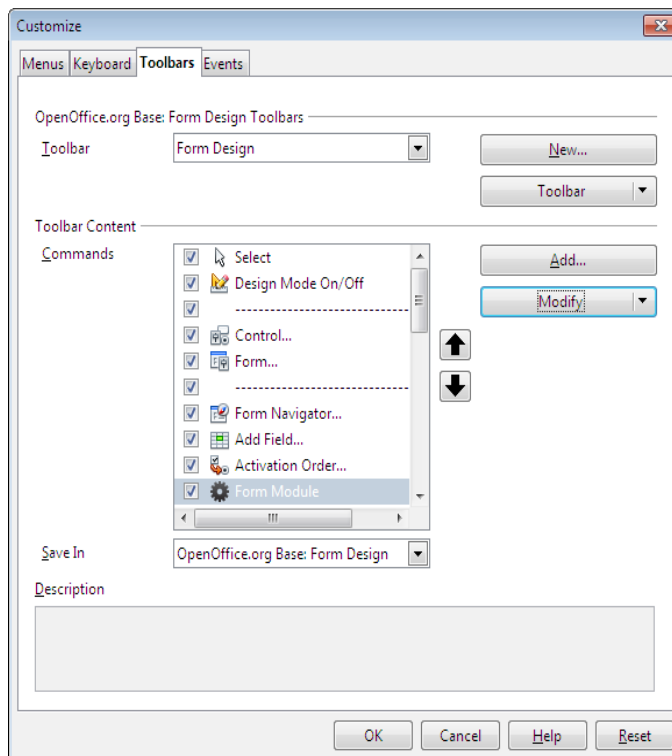 Customize
Menus Keyboard Toolbars Events
OpenOffice.org Base: Form Design Toolbars
Toolbar Form Design New...
Toolbar
Toolbar Content
Commands Select Add...
Design Mode On/Off
Modify
Control...
Form...
Form Navigator...
Add Field...
Activation Order...
Form Module
Save In OpenOffice.org Base: Form Design
Description
OK Cancel Help Reset